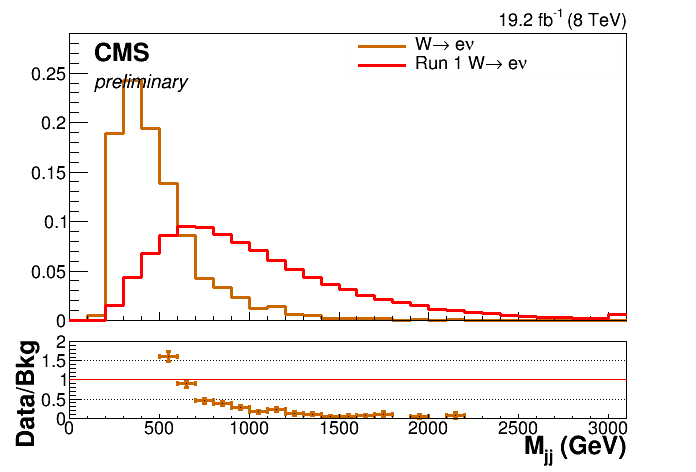 19.2 fb⁻¹ (8 TeV)
CMS
preliminary
W→ eν
Run 1 W→ eν
0.25
0.2
0.15
0.1
0.05
0
Data/Bkg
2
1.5
1
0.5
0
0 500 1000 1500 2000 2500 3000
Mjj (GeV)